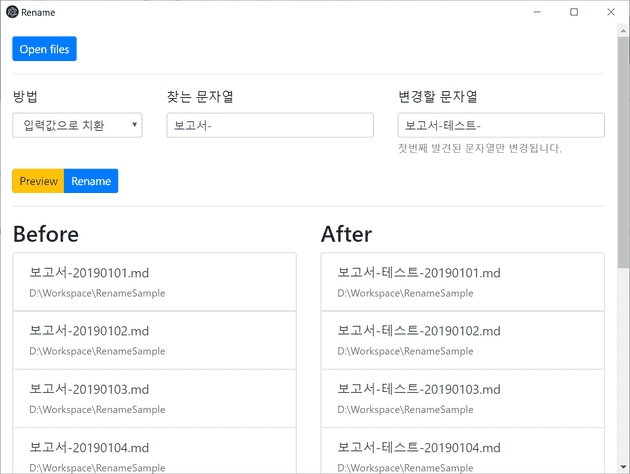 Rename
Open files
방법
찾는 문자열
변경할 문자열
입력값으로 치환
보고서-
보고서-테스트-
첫번째 발견된 문자열만 변경됩니다.
Preview
Rename
Before
After
보고서-20190101.md
D:\Workspace\RenameSample
보고서-테스트-20190101.md
D:\Workspace\RenameSample
보고서-20190102.md
D:\Workspace\RenameSample
보고서-테스트-20190102.md
D:\Workspace\RenameSample
보고서-20190103.md
D:\Workspace\RenameSample
보고서-테스트-20190103.md
D:\Workspace\RenameSample
보고서-20190104.md
D:\Workspace\RenameSample
보고서-테스트-20190104.md
D:\Workspace\RenameSample